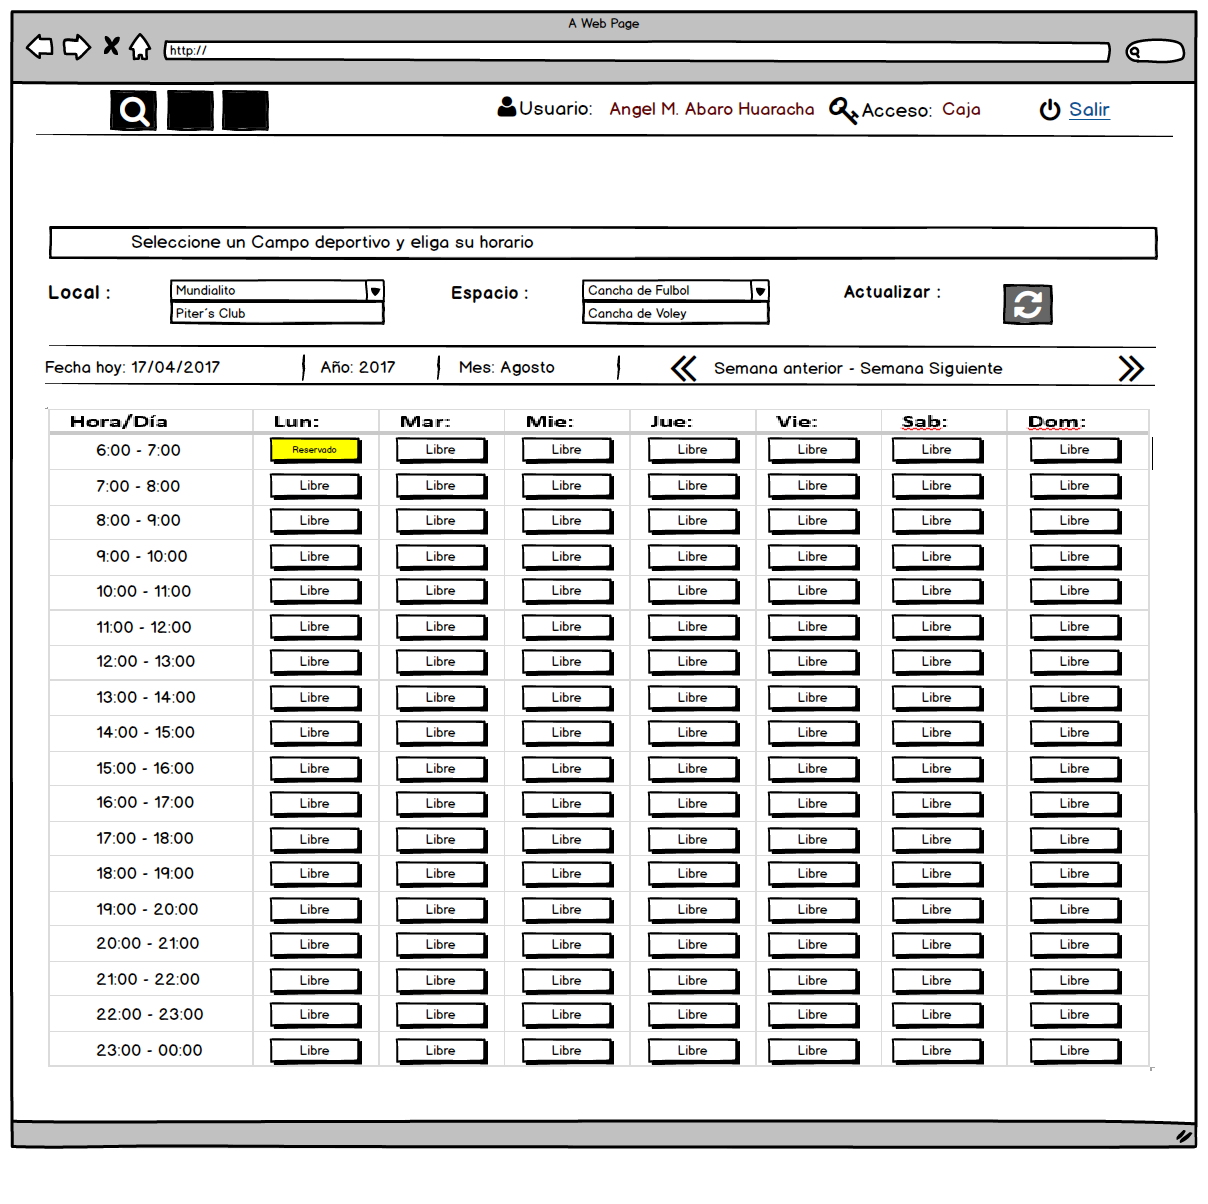 A Web Page
http://
Usuario: Angel M. Abaro Huaracha Acceso: Caja Salir
Seleccione un Campo deportivo y eliga su horario
Local : Mundialito Espacio : Cancha de Fulbol Actualizar :
Piter´s Club Cancha de Voley
Fecha hoy: 17/04/2017 Año: 2017 Mes: Agosto Semana anterior - Semana Siguiente
Hora/Día Lun: Mar: Mie: Jue: Vie: Sab: Dom:
6:00 - 7:00 Reservado Libre Libre Libre Libre Libre Libre
7:00 - 8:00 Libre Libre Libre Libre Libre Libre Libre
8:00 - 9:00 Libre Libre Libre Libre Libre Libre Libre
9:00 - 10:00 Libre Libre Libre Libre Libre Libre Libre
10:00 - 11:00 Libre Libre Libre Libre Libre Libre Libre
11:00 - 12:00 Libre Libre Libre Libre Libre Libre Libre
12:00 - 13:00 Libre Libre Libre Libre Libre Libre Libre
13:00 - 14:00 Libre Libre Libre Libre Libre Libre Libre
14:00 - 15:00 Libre Libre Libre Libre Libre Libre Libre
15:00 - 16:00 Libre Libre Libre Libre Libre Libre Libre
16:00 - 17:00 Libre Libre Libre Libre Libre Libre Libre
17:00 - 18:00 Libre Libre Libre Libre Libre Libre Libre
18:00 - 19:00 Libre Libre Libre Libre Libre Libre Libre
19:00 - 20:00 Libre Libre Libre Libre Libre Libre Libre
20:00 - 21:00 Libre Libre Libre Libre Libre Libre Libre
21:00 - 22:00 Libre Libre Libre Libre Libre Libre Libre
22:00 - 23:00 Libre Libre Libre Libre Libre Libre Libre
23:00 - 00:00 Libre Libre Libre Libre Libre Libre Libre